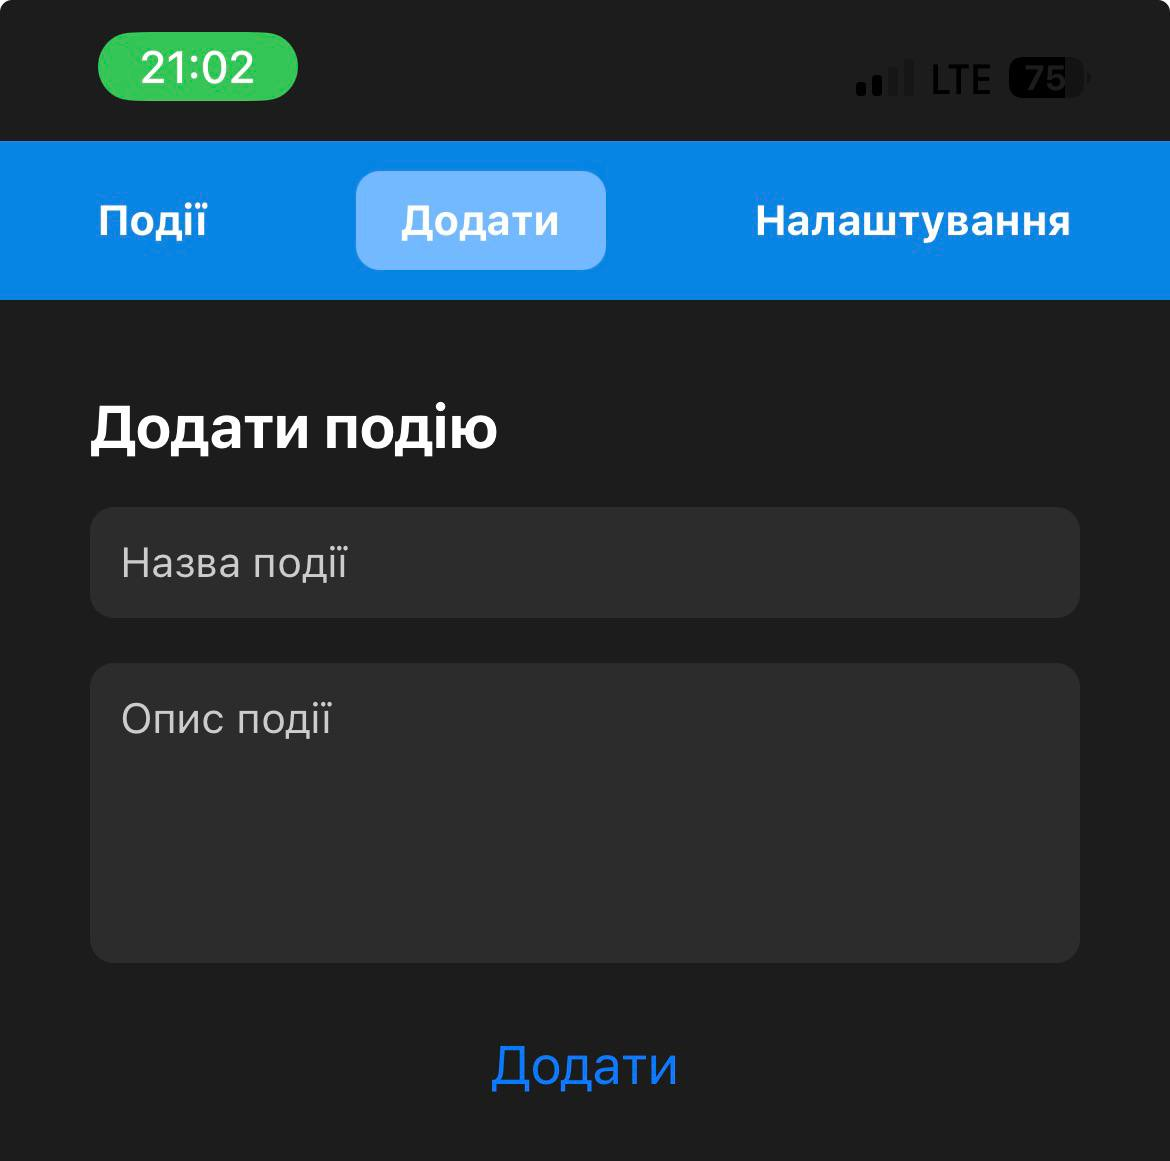 21:02 LTE 75
Події Додати Налаштування
Додати подію
Назва події
Опис події
Додати